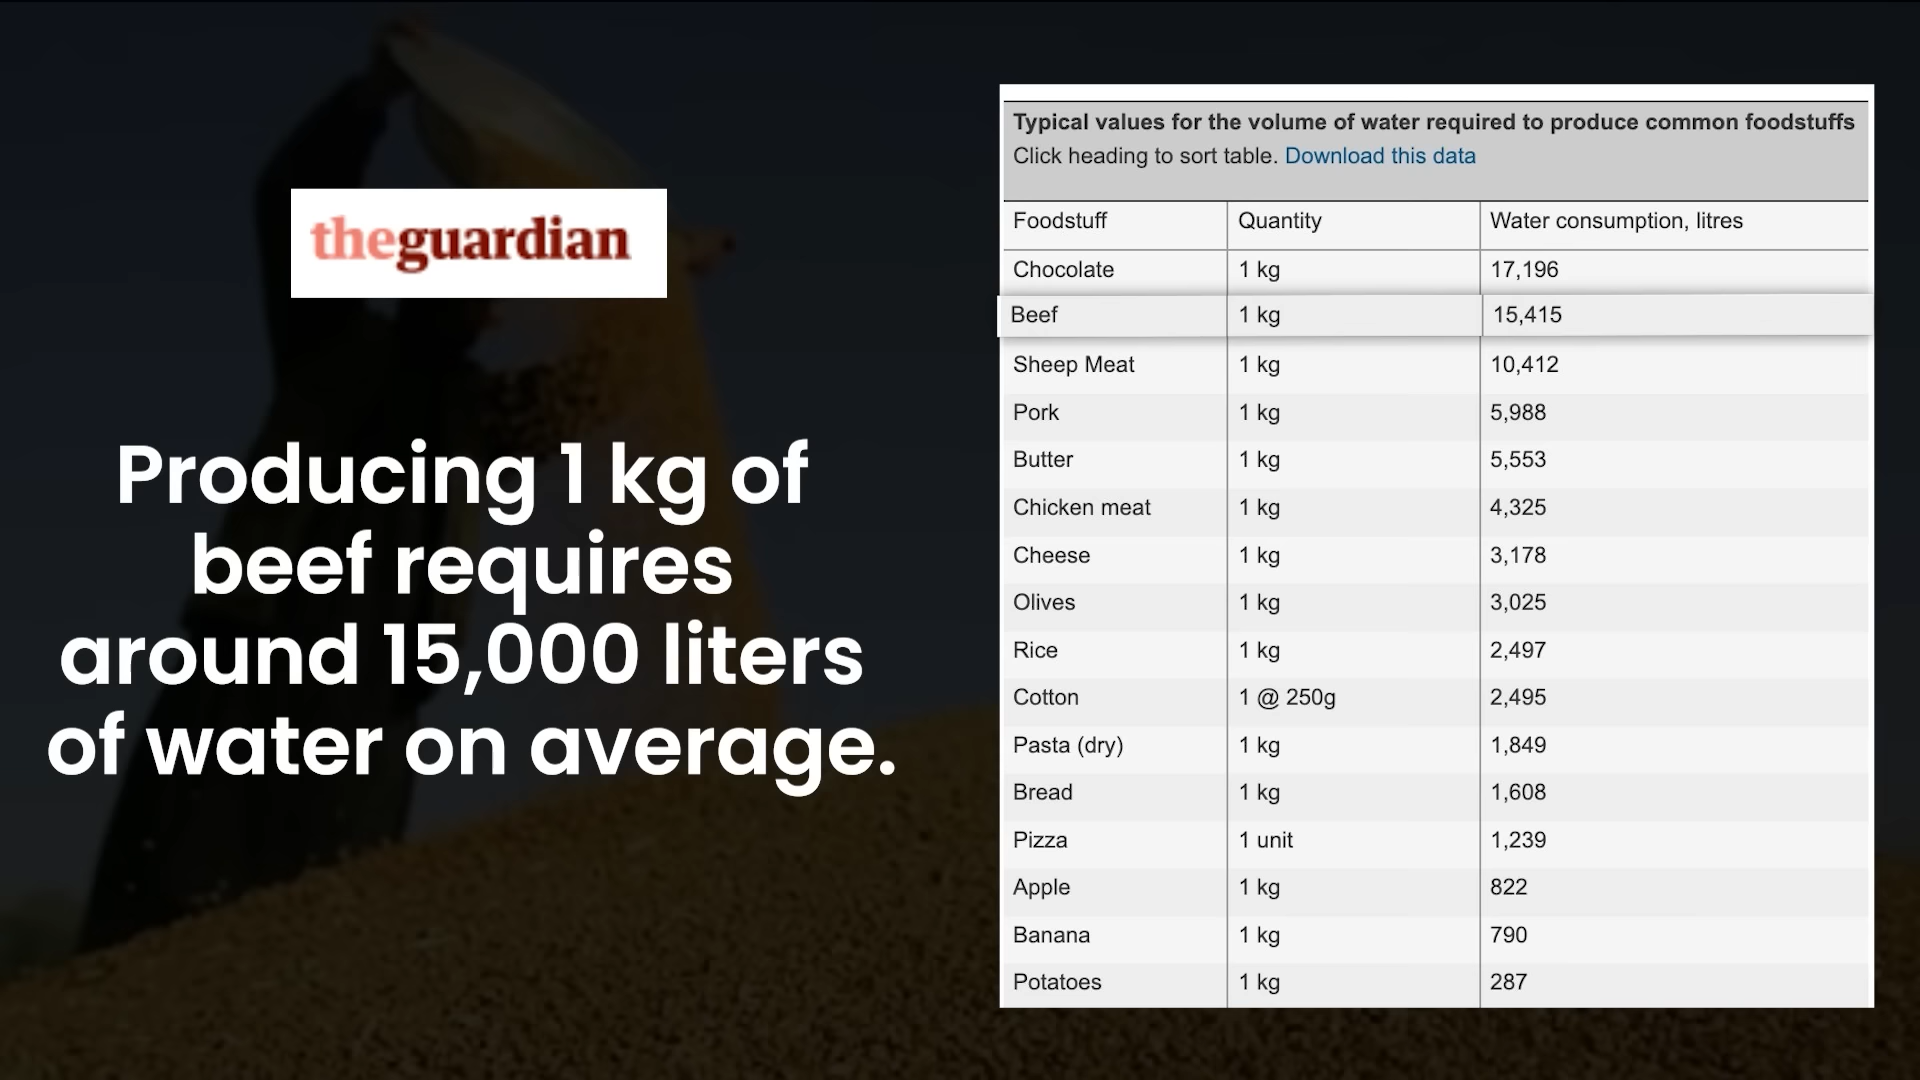 theguardian
Producing 1 kg of
beef requires
around 15,000 liters
of water on average.
Typical values for the volume of water required to produce common foodstuffs
Click heading to sort table. Download this data
Foodstuff Quantity Water consumption, litres
Chocolate 1 kg 17,196
Beef 1 kg 15,415
Sheep Meat 1 kg 10,412
Pork 1 kg 5,988
Butter 1 kg 5,553
Chicken meat 1 kg 4,325
Cheese 1 kg 3,178
Olives 1 kg 3,025
Rice 1 kg 2,497
Cotton 1 @ 250g 2,495
Pasta (dry) 1 kg 1,849
Bread 1 kg 1,608
Pizza 1 unit 1,239
Apple 1 kg 822
Banana 1 kg 790
Potatoes 1 kg 287